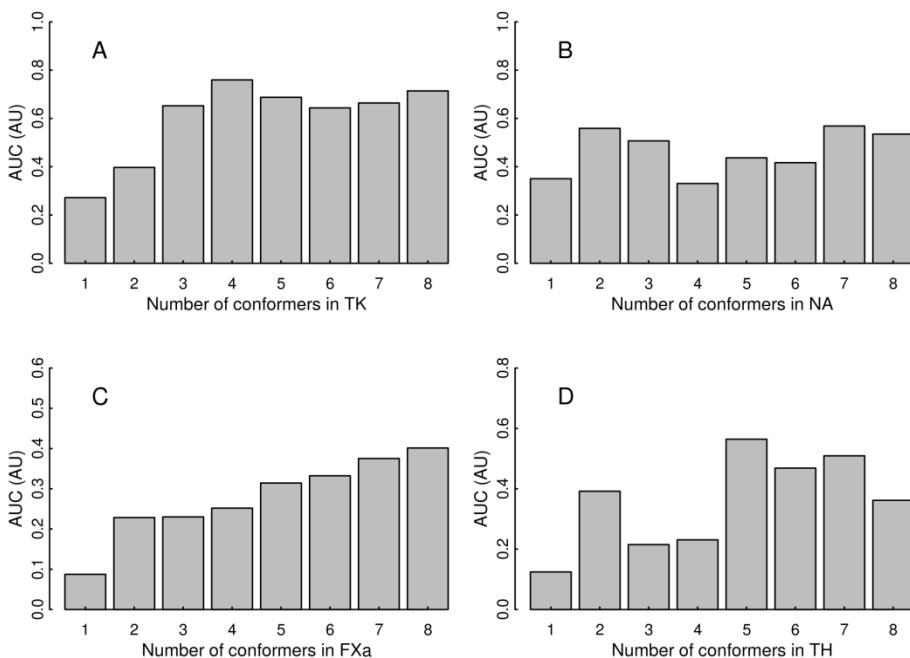 A
AUC (AU)
0.0 0.2 0.4 0.6 0.8 1.0
1 2 3 4 5 6 7 8
Number of conformers in TK
B
AUC (AU)
0.0 0.2 0.4 0.6 0.8 1.0
1 2 3 4 5 6 7 8
Number of conformers in NA
C
AUC (AU)
0.0 0.1 0.2 0.3 0.4 0.5 0.6
1 2 3 4 5 6 7 8
Number of conformers in FXa
D
AUC (AU)
0.0 0.2 0.4 0.6 0.8
1 2 3 4 5 6 7 8
Number of conformers in TH